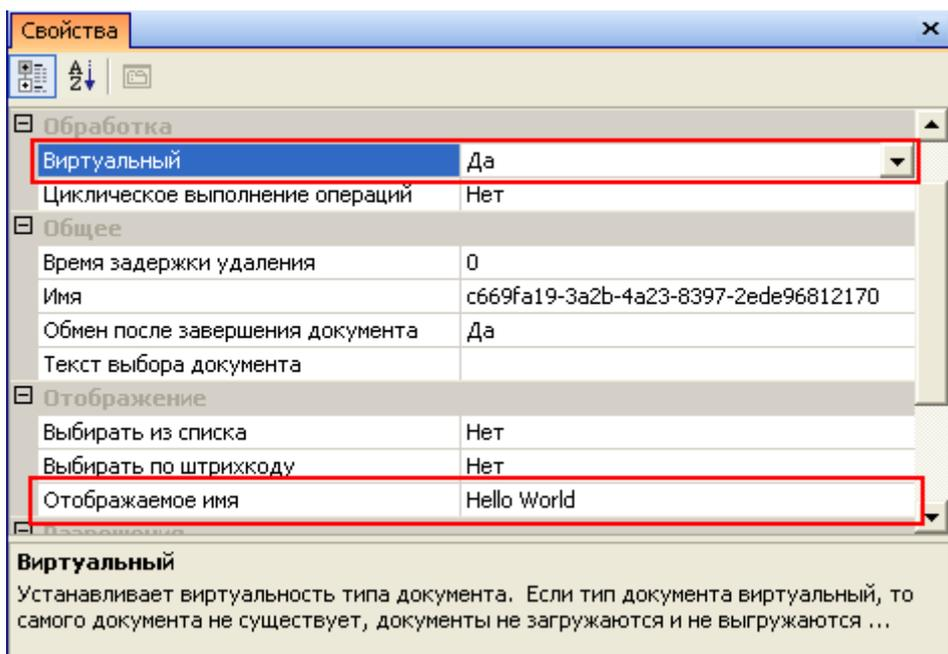 Свойства
Обработка
Виртуальный Да
Циклическое выполнение операций Нет
Общее
Время задержки удаления 0
Имя c669fa19-3a2b-4a23-8397-2ede96812170
Обмен после завершения документа Да
Текст выбора документа
Отображение
Выбирать из списка Нет
Выбирать по штрихкоду Нет
Отображаемое имя Hello World
Разрешения
Виртуальный
Устанавливает виртуальность типа документа. Если тип документа виртуальный, то
самого документа не существует, документы не загружаются и не выгружаются ...